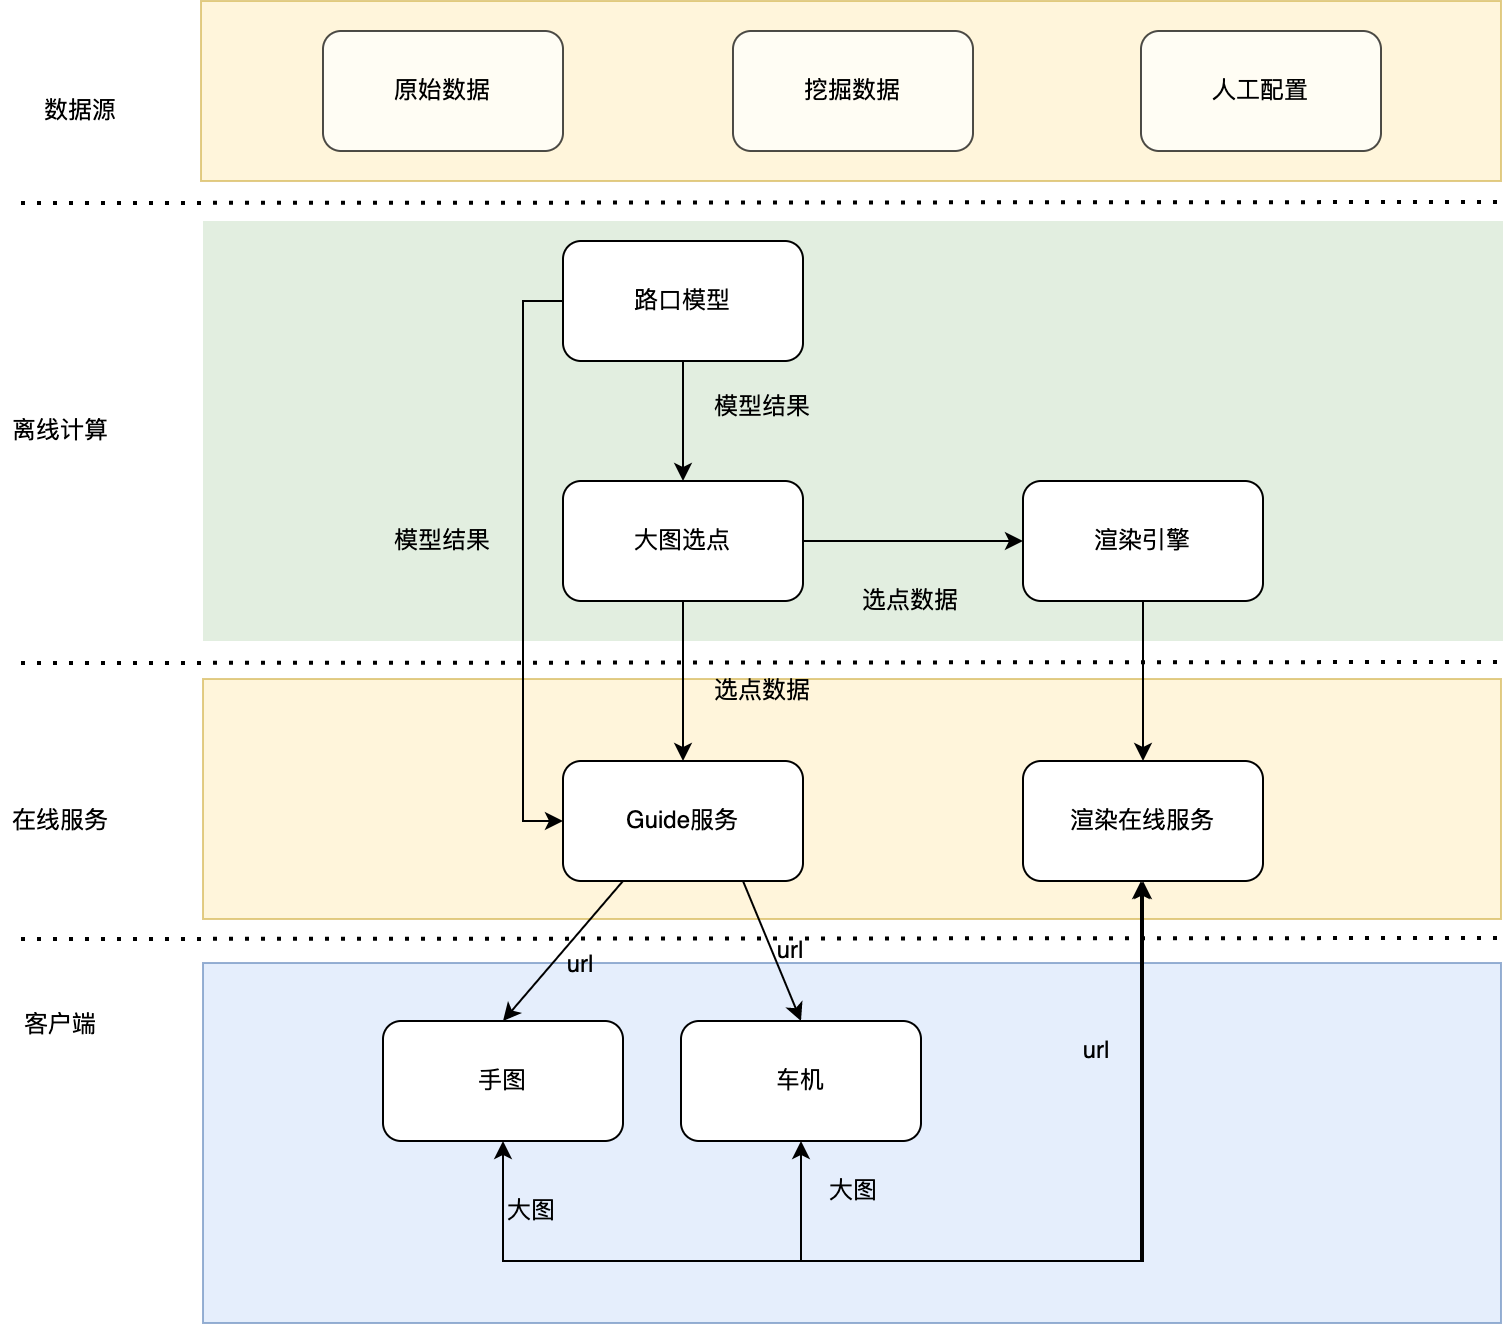 数据源
原始数据
挖掘数据
人工配置
离线计算
路口模型
模型结果
模型结果
大图选点
渲染引擎
选点数据
选点数据
在线服务
Guide服务
渲染在线服务
url
url
客户端
url
手图
车机
大图
大图